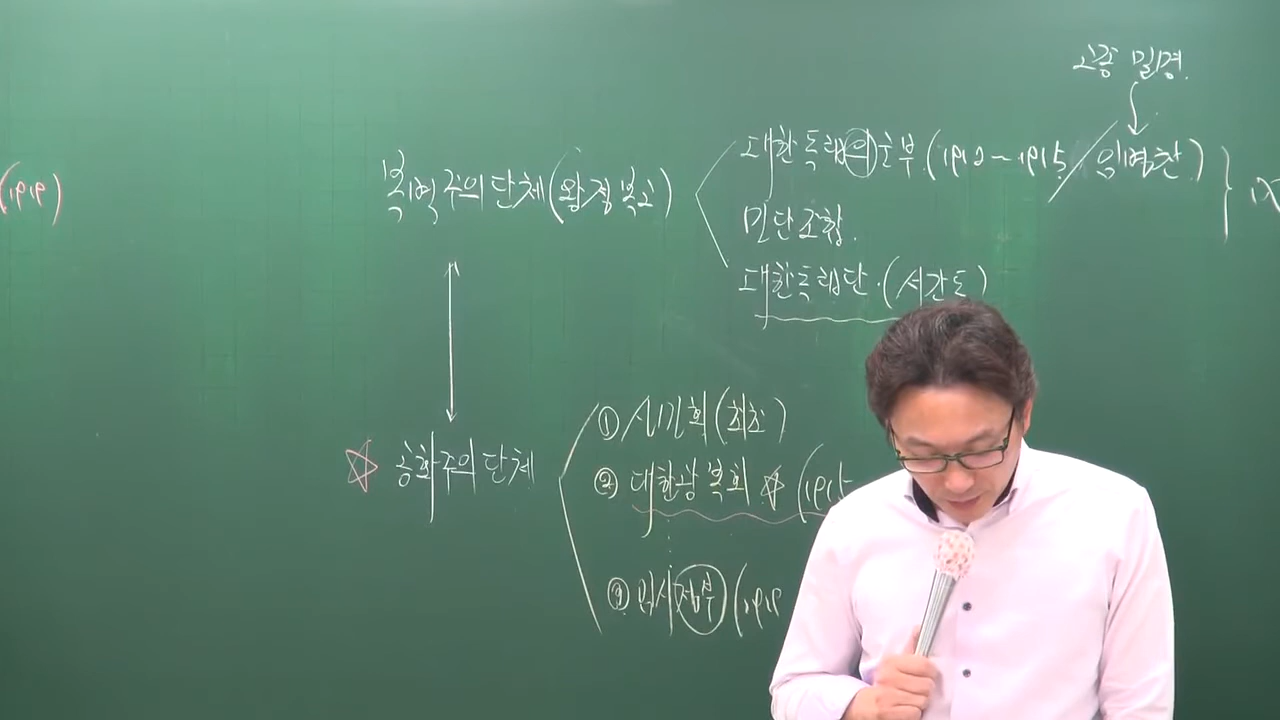 고종 밀명.
(1919)
복벽주의단체(왕정복고)
대한독립의군부.(1912~1915/임병찬)
민단조합.
대한독립단.(서간도)
☆ 공화주의단체
① 신민회(최초)
② 대한광복회 ☆ (1915
③ 임시정부 (1919